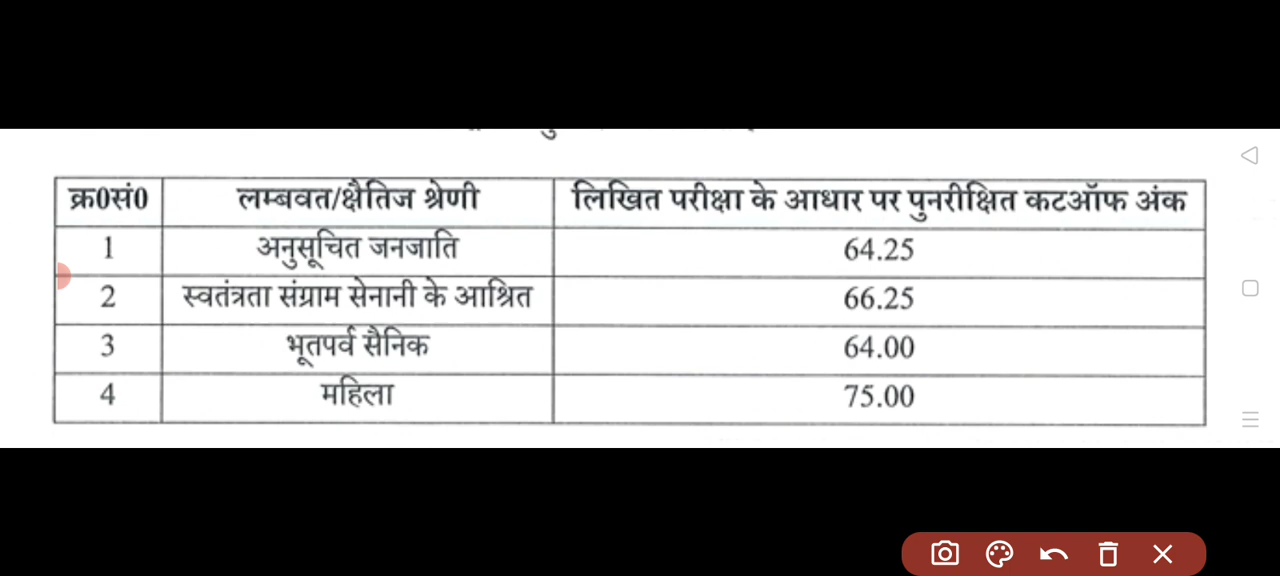 क्र0सं0 लम्बवत/क्षैतिज श्रेणी लिखित परीक्षा के आधार पर पुनरीक्षित कटऑफ अंक
1 अनुसूचित जनजाति 64.25
2 स्वतंत्रता संग्राम सेनानी के आश्रित 66.25
3 भूतपर्व सैनिक 64.00
4 महिला 75.00